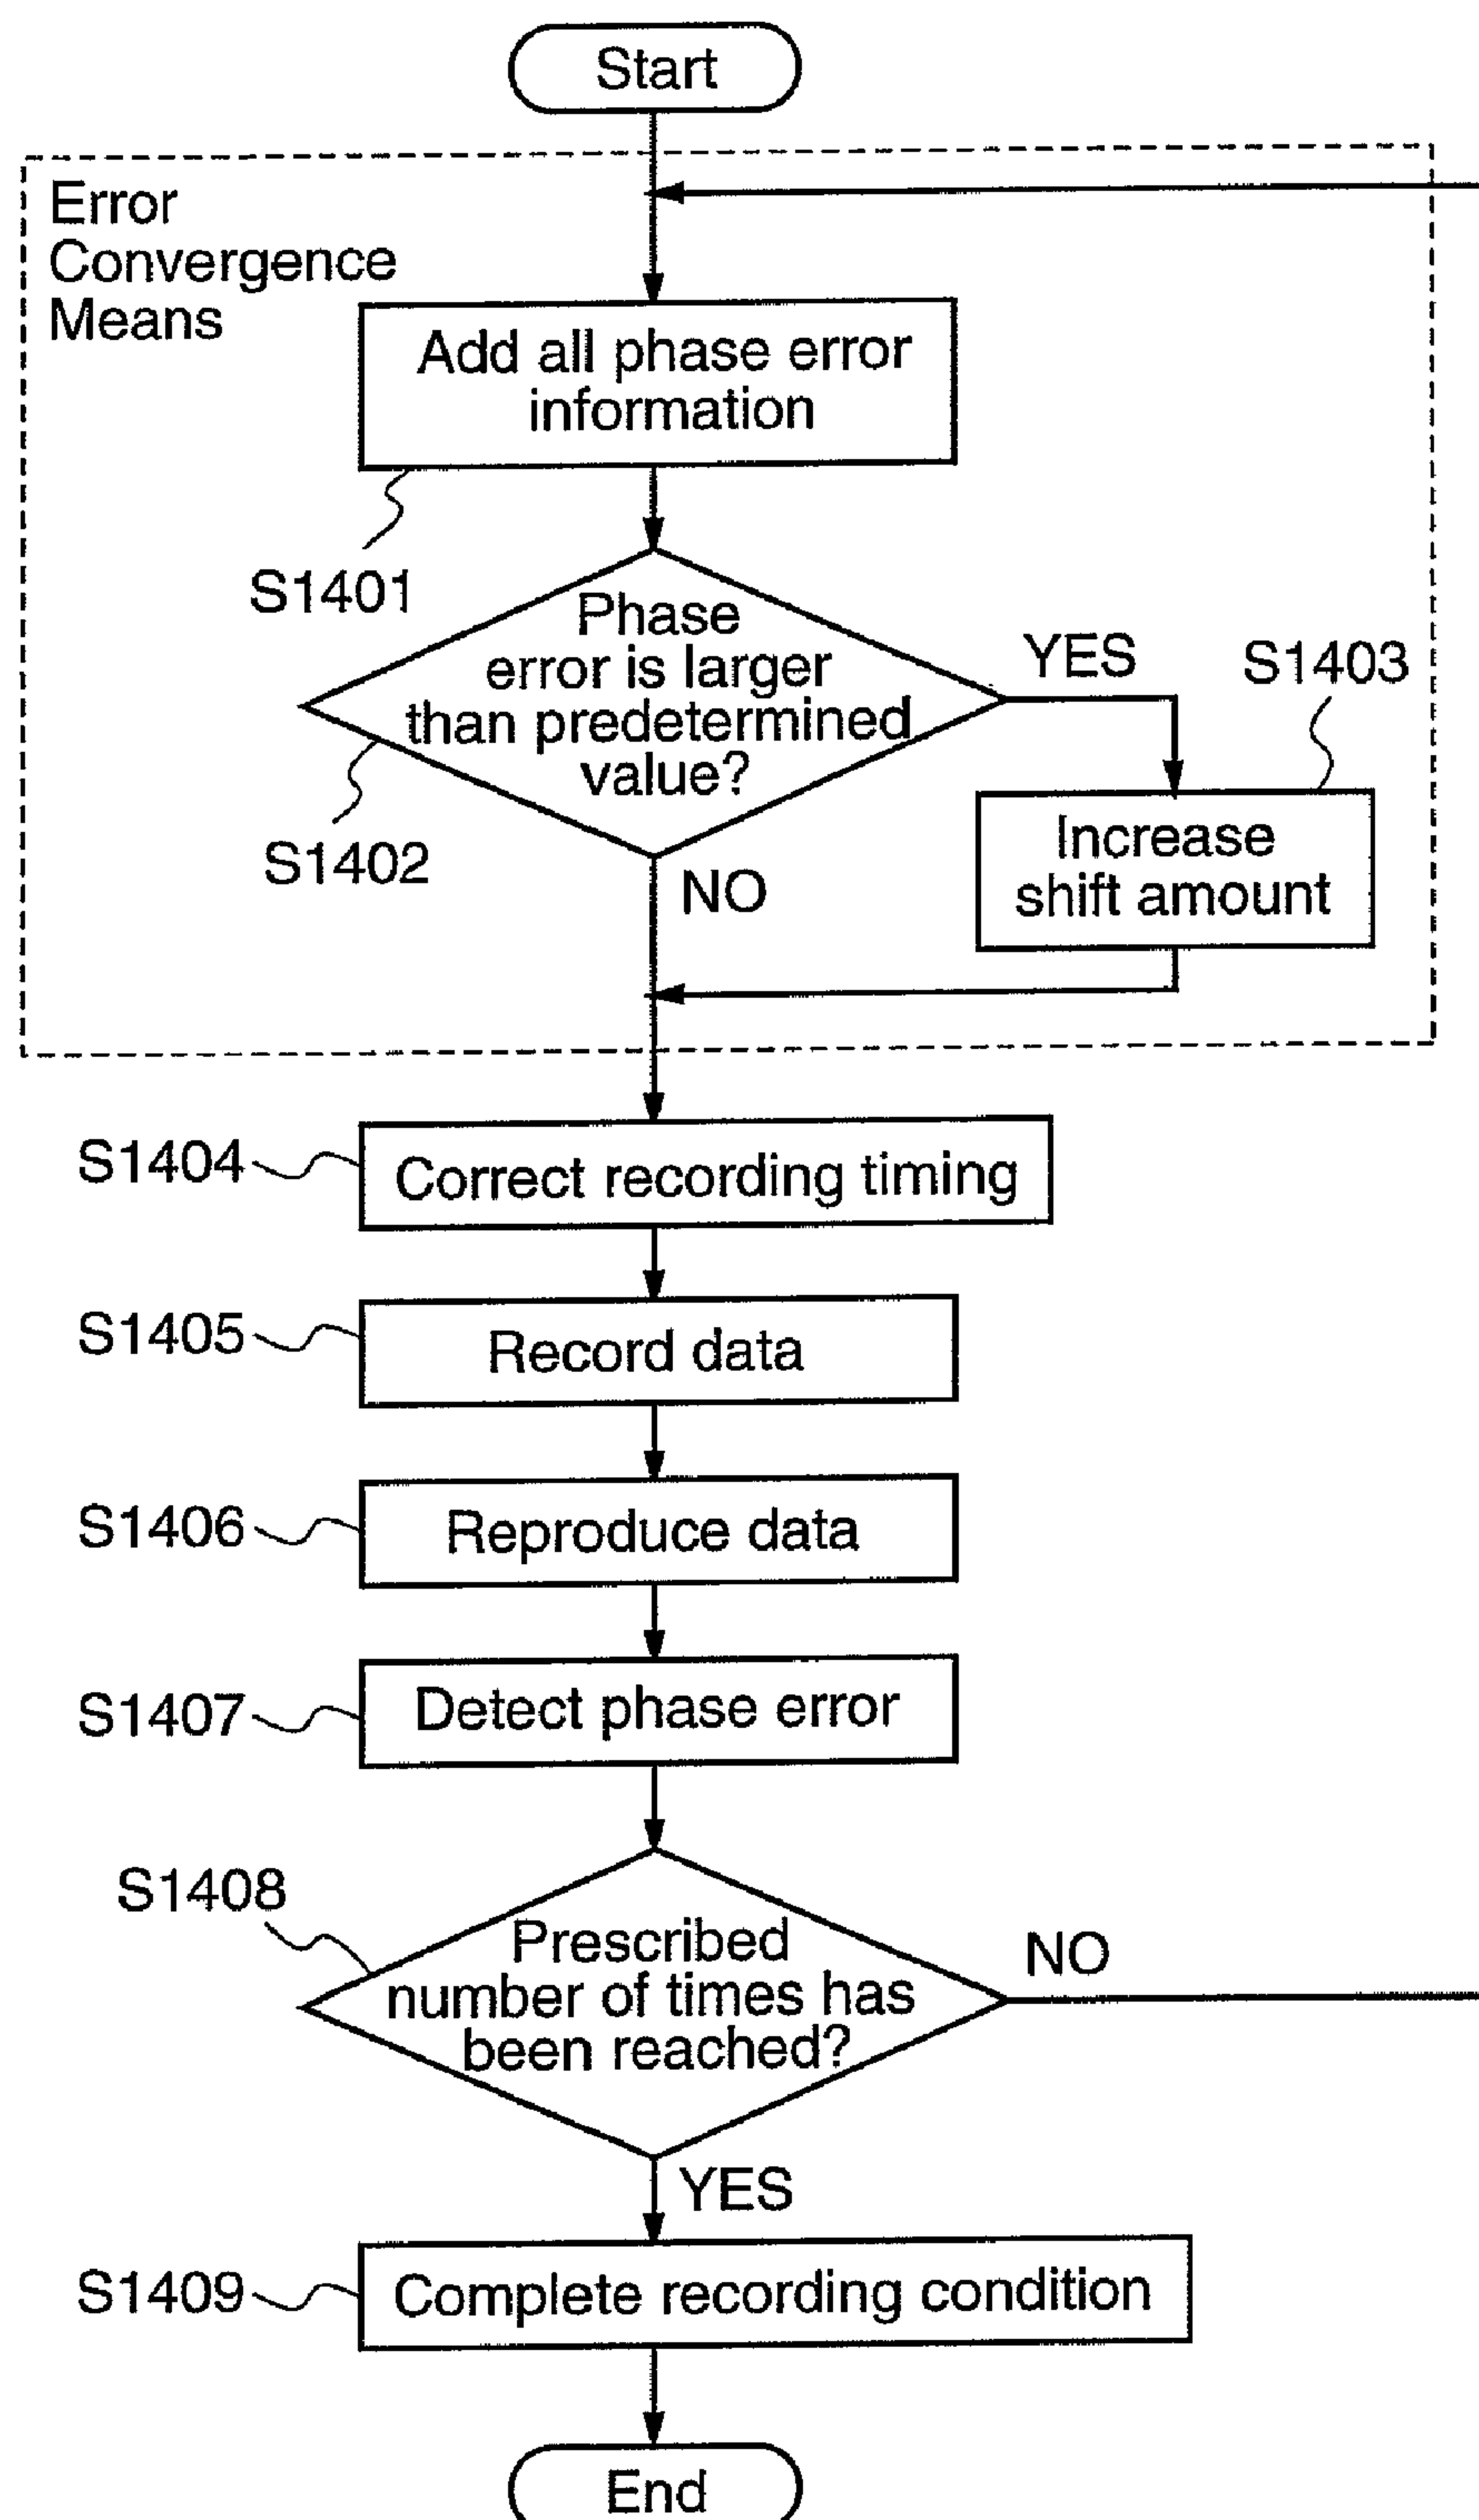 Start
Error
Convergence
Means
Add all phase error
information
S1401
Phase
error is larger
than predetermined
value?
YES
S1403
S1402
NO
Increase
shift amount
S1404
Correct recording timing
S1405
Record data
S1406
Reproduce data
S1407
Detect phase error
S1408
Prescribed
number of times has
been reached?
NO
YES
S1409
Complete recording condition
End